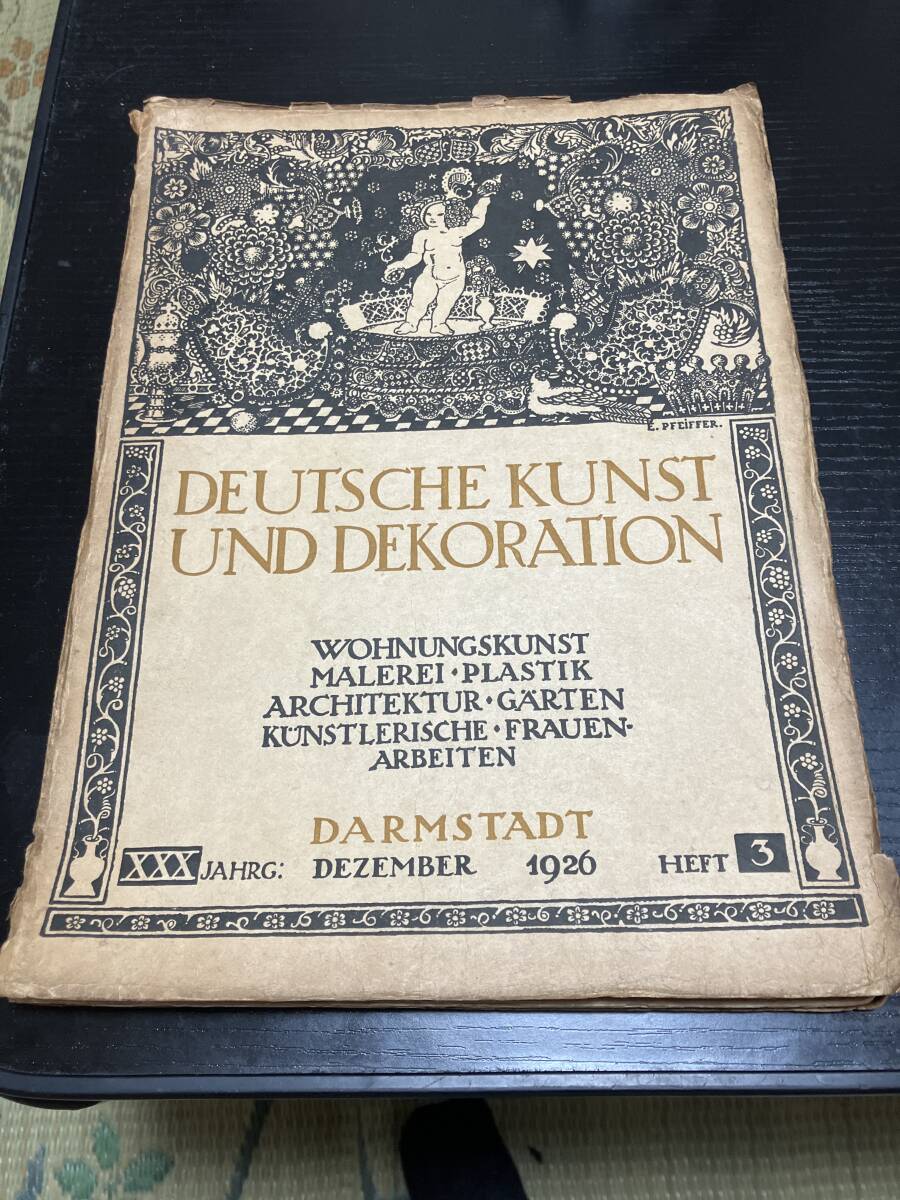 E. PFEIFFER.
DEUTSCHE KUNST
UND DEKORATION
WOHNUNGSKUNST
MALEREI · PLASTIK
ARCHITEKTUR · GÄRTEN
KÜNSTLERISCHE · FRAUEN-
ARBEITEN
DARMSTADT
XXX JAHRG: DEZEMBER 1926 HEFT 3